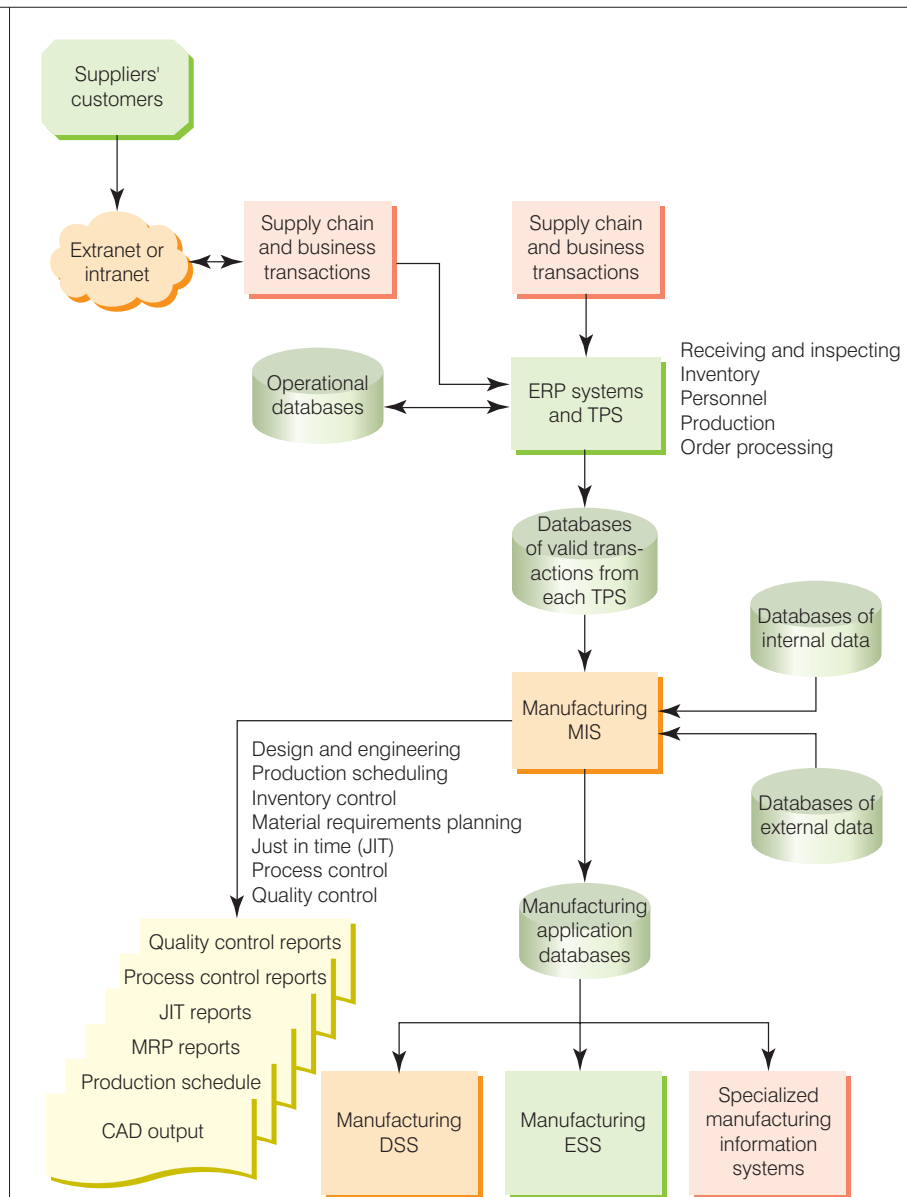 Suppliers'
customers
Extranet or
intranet
Supply chain
and business
transactions
Supply chain
and business
transactions
Operational
databases
ERP systems
and TPS
Receiving and inspecting
Inventory
Personnel
Production
Order processing
Databases
of valid trans-
actions from
each TPS
Databases of
internal data
Manufacturing
MIS
Databases of
external data
Design and engineering
Production scheduling
Inventory control
Material requirements planning
Just in time (JIT)
Process control
Quality control
Manufacturing
application
databases
Quality control reports
Process control reports
JIT reports
MRP reports
Production schedule
CAD output
Manufacturing
DSS
Manufacturing
ESS
Specialized
manufacturing
information
systems